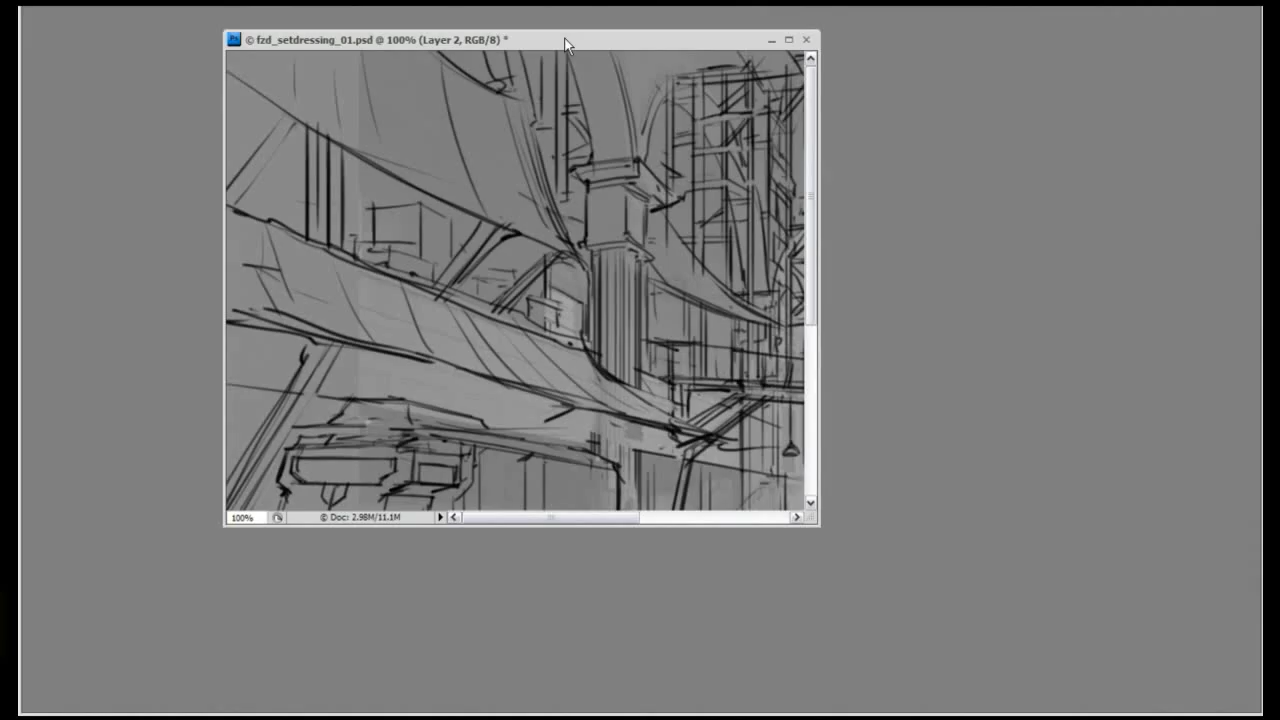 © fzd_setdressing_01.psd @ 100% (Layer 2, RGB/8) *
100%
© Doc: 2.98M/11.1M